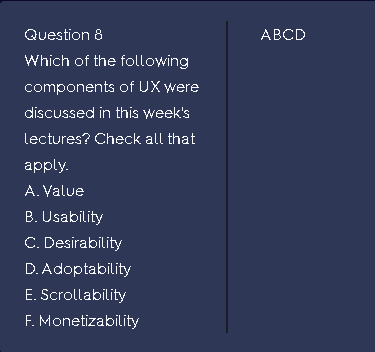 Question 8
Which of the following
components of UX were
discussed in this week's
lectures? Check all that
apply.
A. Value
B. Usability
C. Desirability
D. Adoptability
E. Scrollability
F. Monetizability
ABCD